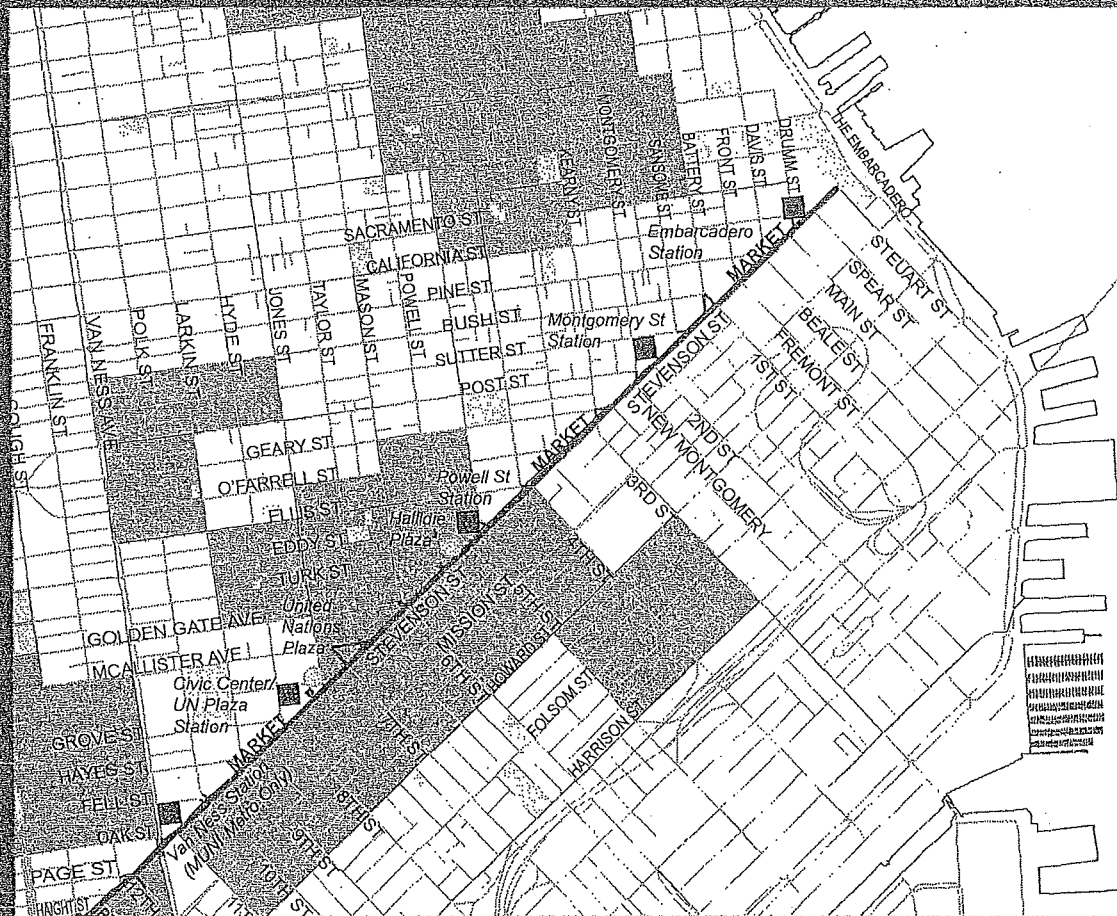 THE EMBARCADERO
DRUMM ST
DAVIS ST
FRONT ST
BATTERY ST
SANSOME ST
MONTGOMERY ST
KEARNY ST
SACRAMENTO ST
CALIFORNIA ST
PINE ST
BUSH ST
SUTTER ST
POST ST
Embarcadero
Station
MARKET
STEUART ST
SPEAR ST
MAIN ST
BEALE ST
FREMONT ST
1ST ST
Montgomery St
Station
STEVENSON ST
2ND ST
NEW MONTGOMERY
3RD S
MARKET
FRANKLIN ST
VAN NESS AVE
POLK ST
LARKIN ST
HYDE ST
JONES ST
TAYLOR ST
MASON ST
POWELL ST
GOUGH ST
GEARY ST
O'FARRELL ST
ELLIS ST
EDDY ST
TURK ST
Powell St
Station
Hallidie
Plaza
4TH ST
5TH ST
MISSION ST
STEVENSON ST
6TH ST
HOWARD ST
FOLSOM ST
HARRISON ST
United
Nations
Plaza
GOLDEN GATE AVE
MCALLISTER AVE
Civic Center/
UN Plaza
Station
7TH ST
8TH ST
9TH ST
10TH ST
11TH
12TH
MARKET
Van Ness Station
(MUNI Metro Only)
GROVE ST
HAYES ST
FELL ST
OAK ST
PAGE ST
HAIGHT ST